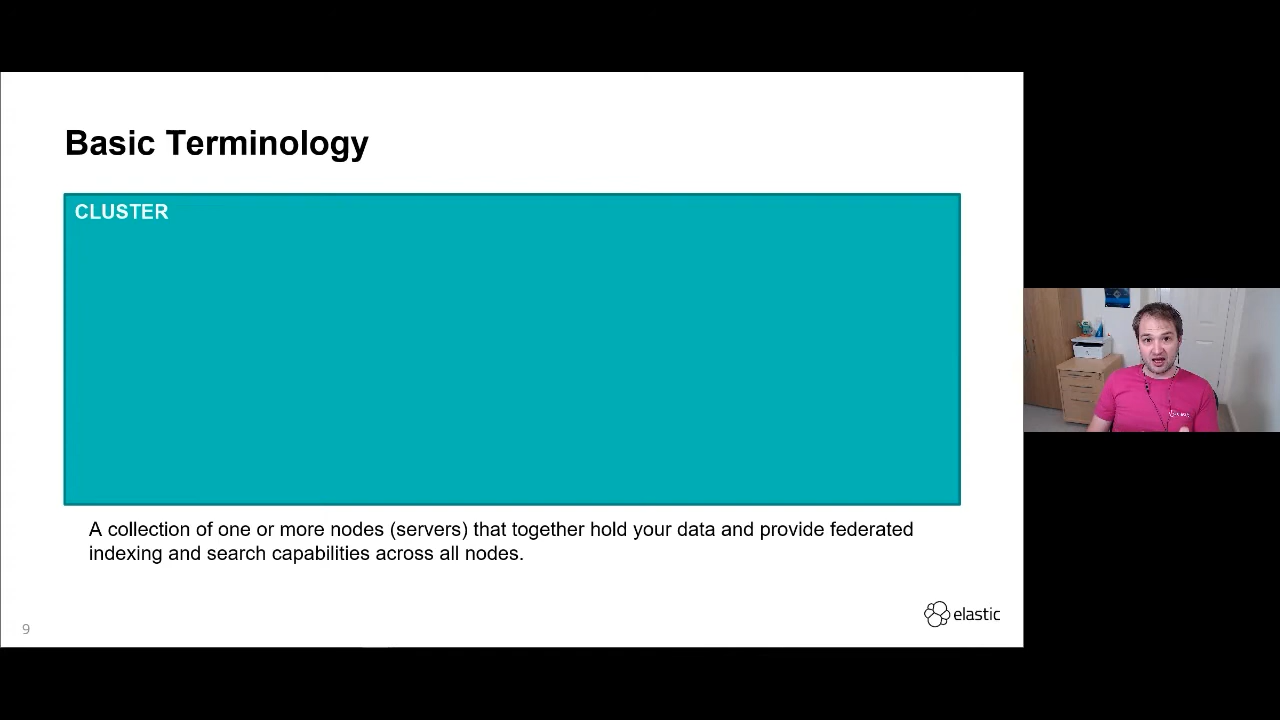 Basic Terminology
CLUSTER
A collection of one or more nodes (servers) that together hold your data and provide federated
indexing and search capabilities across all nodes.
elastic
9